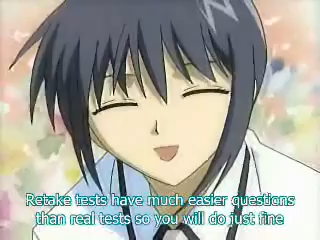 Retake tests have much easier questions
than real tests so you will do just fine